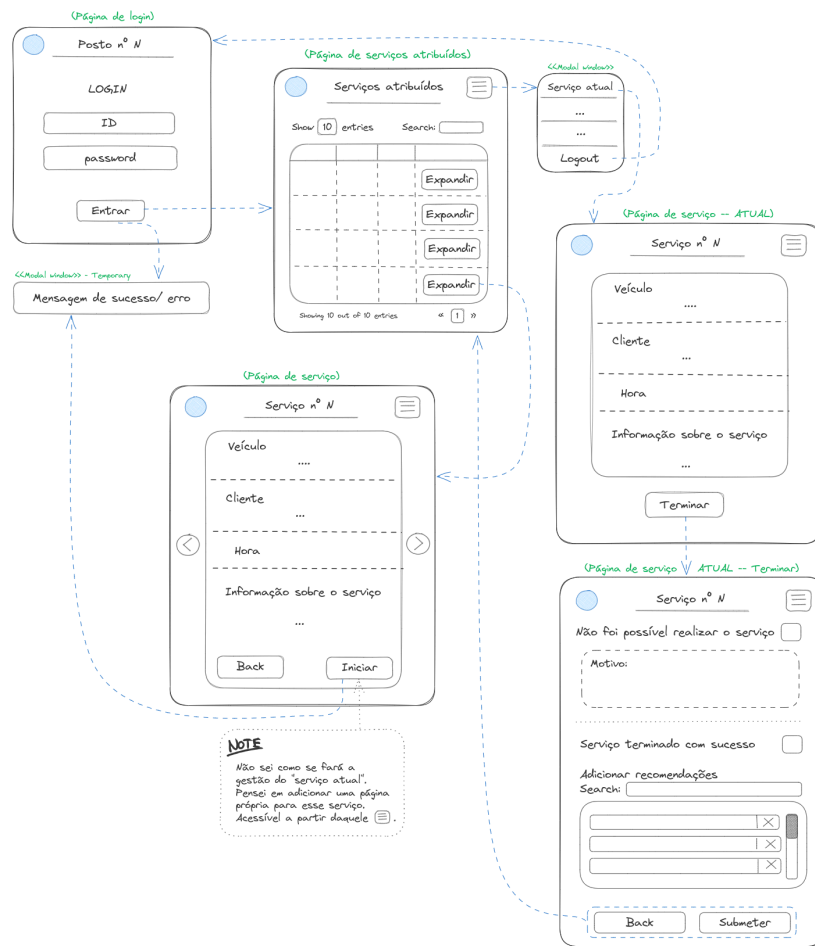 (Página de login)
Posto nº N
LOGIN
ID
password
Entrar
<<Modal window>> - Temporary
Mensagem de sucesso/ erro
(Página de serviços atribuídos)
Serviços atribuídos
Show 10 entries Search:
Expandir
Expandir
Expandir
Expandir
Showing 10 out of 10 entries << 1 >>
<<Modal window>>
Serviço atual
...
...
Logout
(Página de serviço -- ATUAL)
Serviço nº N
Veículo
....
Cliente
...
Hora
Informação sobre o serviço
...
Terminar
(Página de serviço)
Serviço nº N
Veículo
....
Cliente
...
Hora
Informação sobre o serviço
...
Back Iniciar
NOTE
Não sei como se fará a
gestão do "serviço atual".
Pensei em adicionar uma página
própria para esse serviço.
Acessível a partir daquele .
(Página de serviço ATUAL -- Terminar)
Serviço nº N
Não foi possível realizar o serviço
Motivo:
Serviço terminado com sucesso
Adicionar recomendações
Search:
Back Submeter